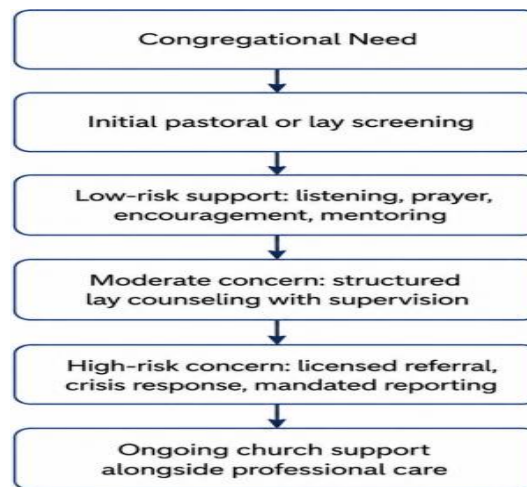 Congregational Need
Initial pastoral or lay screening
Low-risk support: listening, prayer,
encouragement, mentoring
Moderate concern: structured
lay counseling with supervision
High-risk concern: licensed referral,
crisis response, mandated reporting
Ongoing church support
alongside professional care